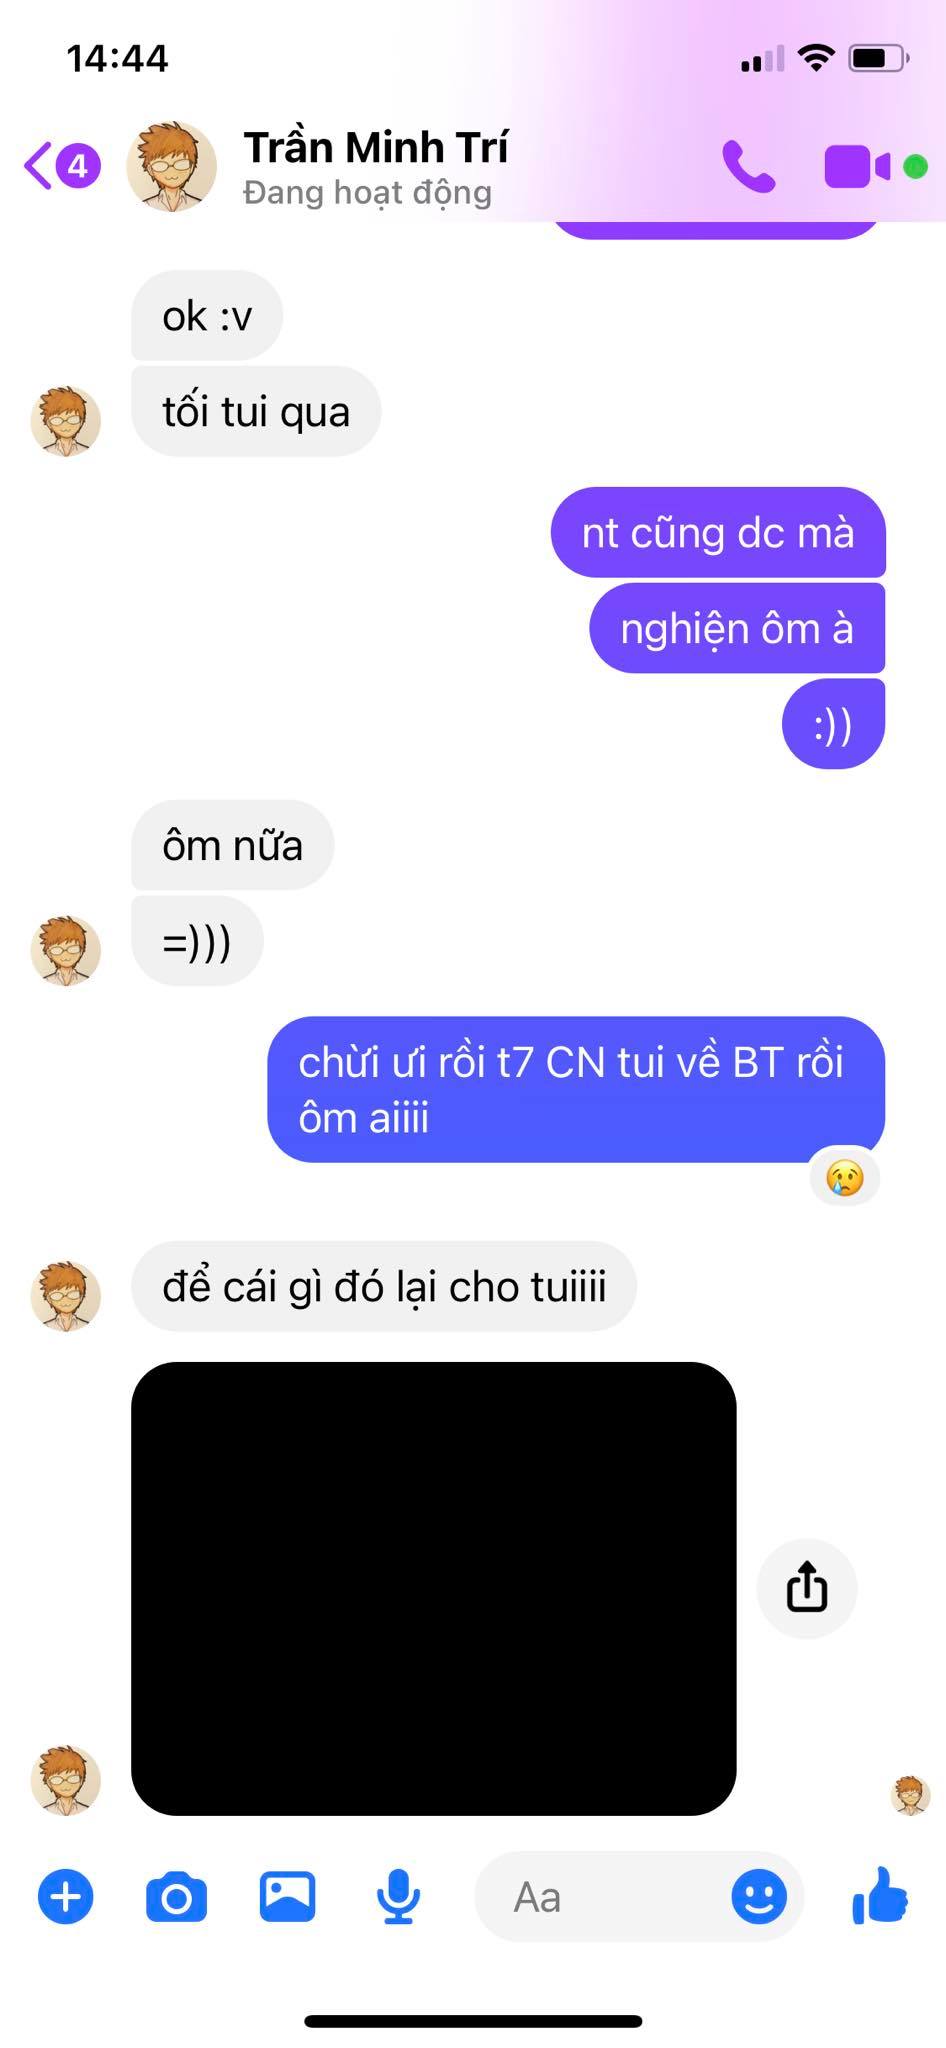 14:44
4
Trần Minh Trí
Đang hoạt động
ok :v
tối tui qua
nt cũng dc mà
nghiện ôm à
:))
ôm nữa
=)))
chừi ưi rồi t7 CN tui về BT rồi
ôm aiiii
để cái gì đó lại cho tuiiii
Aa